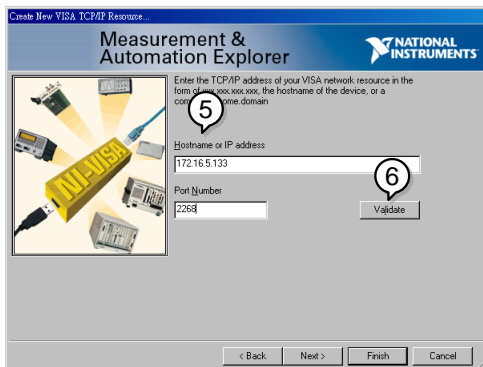 Create New VISA TCP/IP Resource...
Measurement &
Automation Explorer
NATIONAL
INSTRUMENTS
Enter the TCP/IP address of your VISA network resource in the
form of xxx.xxx.xxx.xxx, the hostname of the device, or a
ome.domain
5
Hostname or IP address
172.16.5.133
6
Port Number
2268
Validate
NI-VISA
< Back
Next >
Finish
Cancel